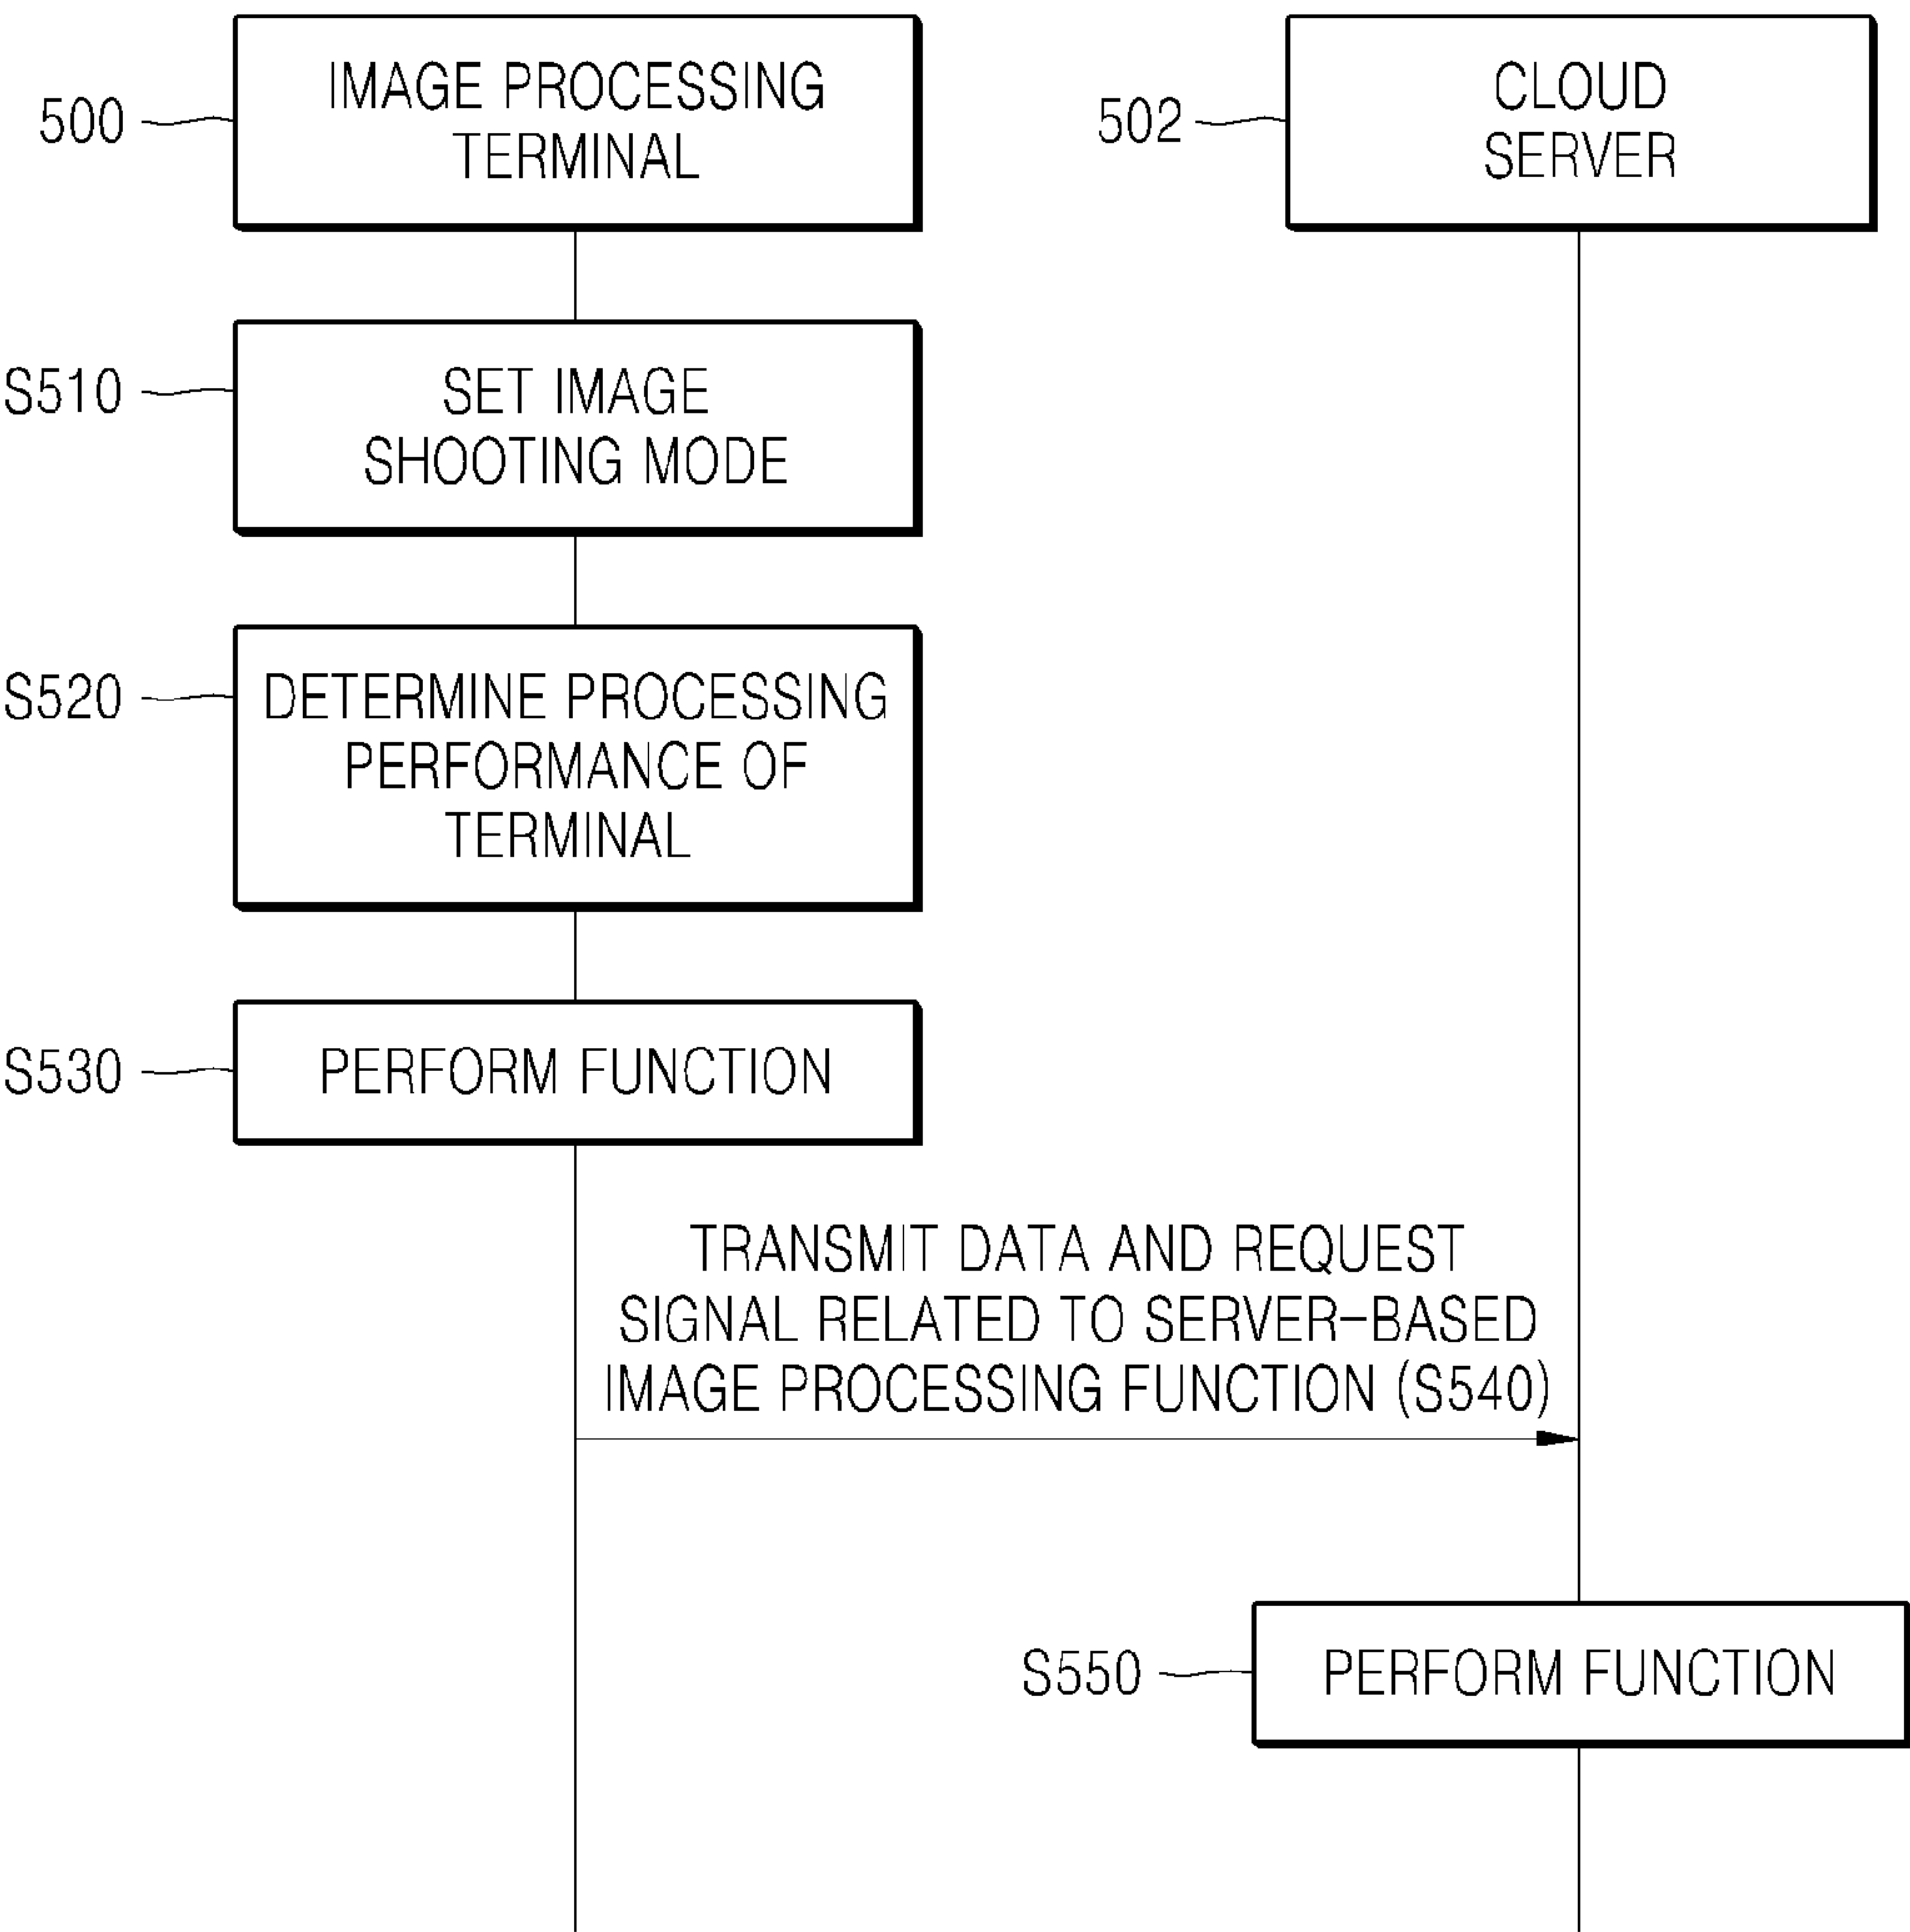 500
IMAGE PROCESSING
TERMINAL
502
CLOUD
SERVER
S510
SET IMAGE
SHOOTING MODE
S520
DETERMINE PROCESSING
PERFORMANCE OF
TERMINAL
S530
PERFORM FUNCTION
TRANSMIT DATA AND REQUEST
SIGNAL RELATED TO SERVER-BASED
IMAGE PROCESSING FUNCTION (S540)
S550
PERFORM FUNCTION